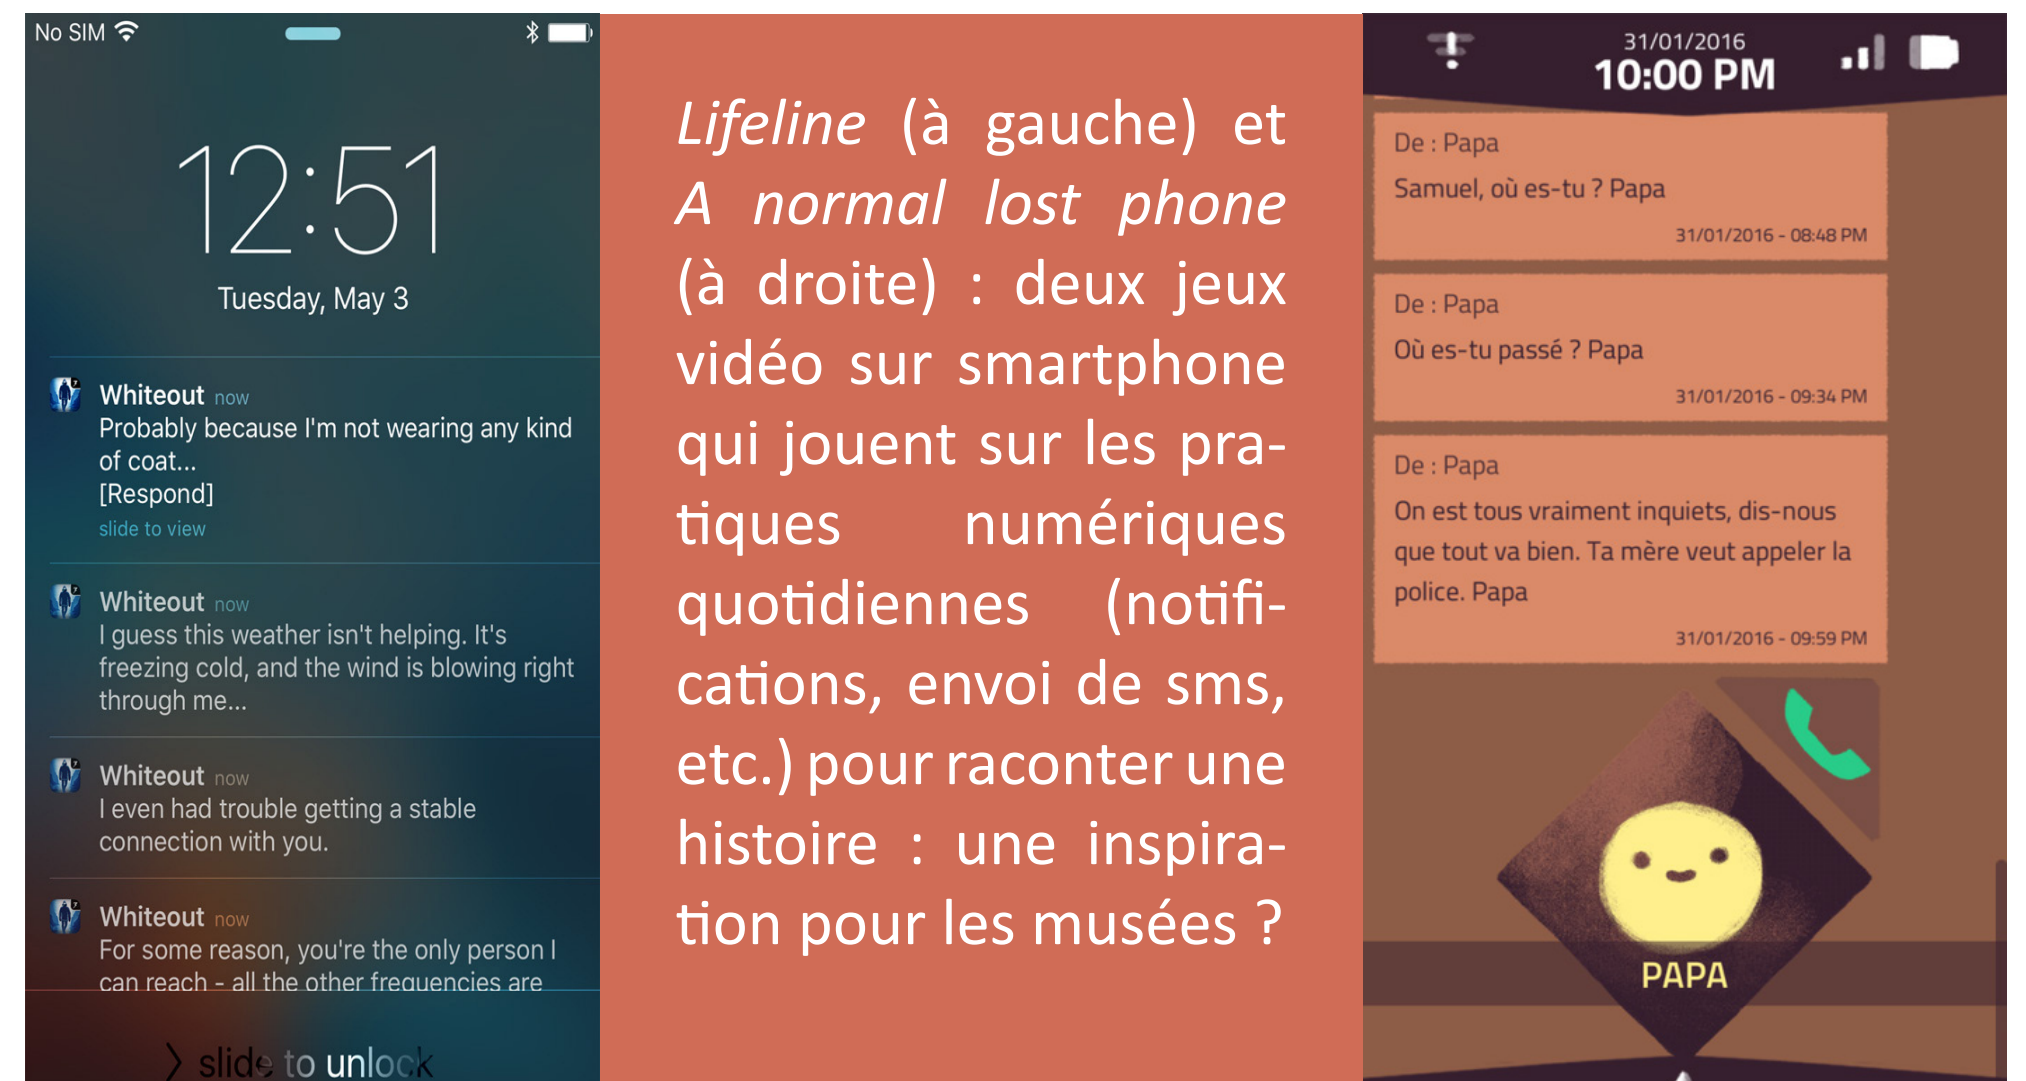 No SIM
12:51
Tuesday, May 3
Whiteout now
Probably because I'm not wearing any kind
of coat...
[Respond]
slide to view
Whiteout now
I guess this weather isn't helping. It's
freezing cold, and the wind is blowing right
through me...
Whiteout now
I even had trouble getting a stable
connection with you.
Whiteout now
For some reason, you're the only person I
can reach - all the other frequencies are
slide to unlock
Lifeline (à gauche) et
A normal lost phone
(à droite) : deux jeux
vidéo sur smartphone
qui jouent sur les pra-
tiques numériques
quotidiennes (notifi-
cations, envoi de sms,
etc.) pour raconter une
histoire : une inspira-
tion pour les musées ?
31/01/2016
10:00 PM
De : Papa
Samuel, où es-tu ? Papa
31/01/2016 - 08:48 PM
De : Papa
Où es-tu passé ? Papa
31/01/2016 - 09:34 PM
De : Papa
On est tous vraiment inquiets, dis-nous
que tout va bien. Ta mère veut appeler la
police. Papa
31/01/2016 - 09:59 PM
PAPA